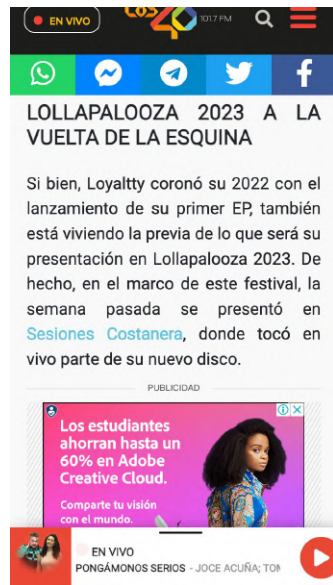 EN VIVO
LOS40
101.7 FM
LOLLAPALOOZA 2023 A LA
VUELTA DE LA ESQUINA
Si bien, Loyaltty coronó su 2022 con el
lanzamiento de su primer EP, también
está viviendo la previa de lo que será su
presentación en Lollapalooza 2023. De
hecho, en el marco de este festival, la
semana pasada se presentó en
Sesiones Costanera, donde tocó en
vivo parte de su nuevo disco.
PUBLICIDAD
Los estudiantes
ahorran hasta un
60% en Adobe
Creative Cloud.
Comparte tu visión
con el mundo.
EN VIVO
PONGÁMONOS SERIOS - JOCE ACUÑA; TOM